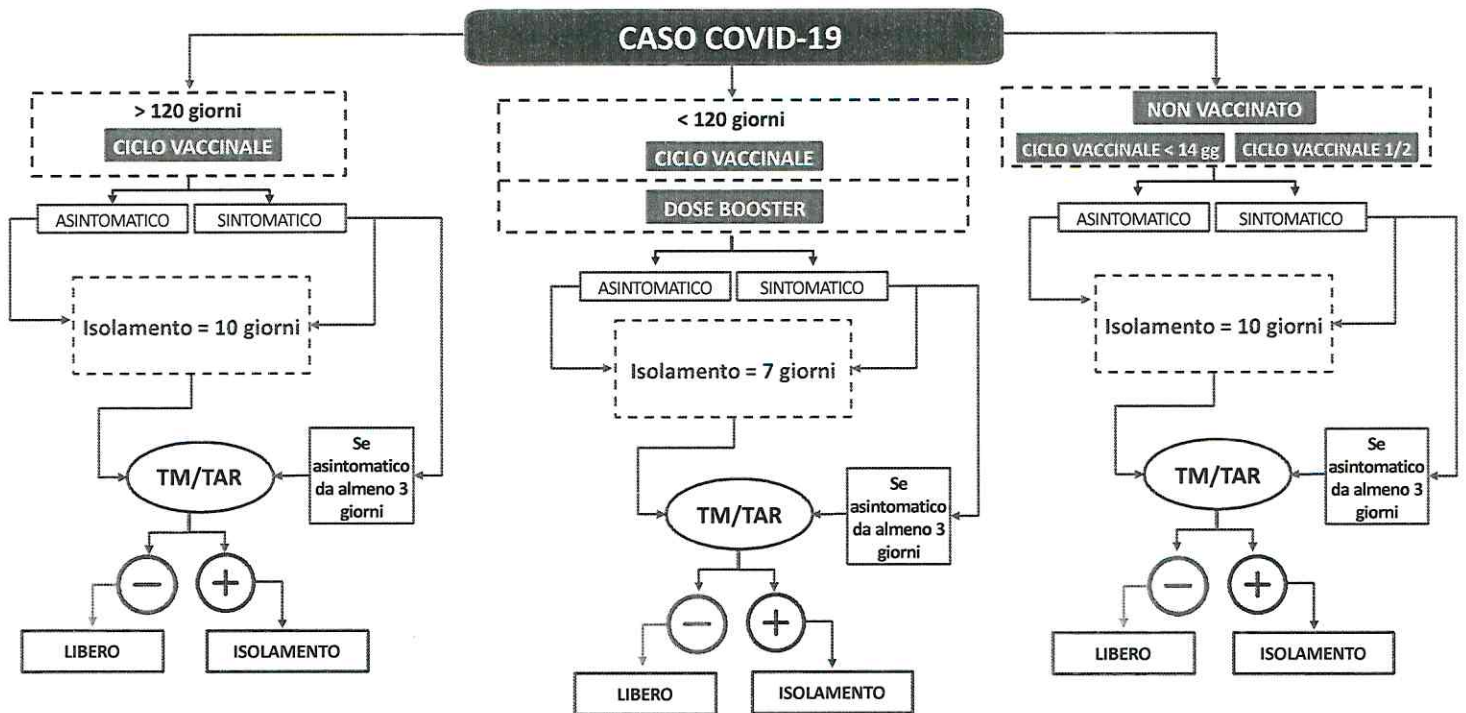 CASO COVID-19
> 120 giorni
CICLO VACCINALE
ASINTOMATICO
SINTOMATICO
Isolamento = 10 giorni
TM/TAR
Se
asintomatico
da almeno 3
giorni
−
+
LIBERO
ISOLAMENTO
< 120 giorni
CICLO VACCINALE
DOSE BOOSTER
ASINTOMATICO
SINTOMATICO
Isolamento = 7 giorni
TM/TAR
Se
asintomatico
da almeno 3
giorni
−
+
LIBERO
ISOLAMENTO
NON VACCINATO
CICLO VACCINALE < 14 gg
CICLO VACCINALE 1/2
ASINTOMATICO
SINTOMATICO
Isolamento = 10 giorni
TM/TAR
Se
asintomatico
da almeno 3
giorni
−
+
LIBERO
ISOLAMENTO